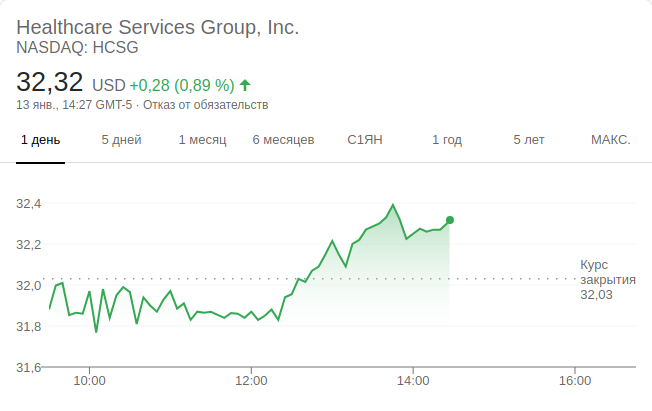 Healthcare Services Group, Inc.
NASDAQ: HCSG
32,32 USD +0,28 (0,89 %)
13 янв., 14:27 GMT-5 · Отказ от обязательств
1 день 5 дней 1 месяц 6 месяцев С1ЯН 1 год 5 лет МАКС.
32,4
32,2
32,0
31,8
31,6
Курс
закрытия
32,03
10:00 12:00 14:00 16:00